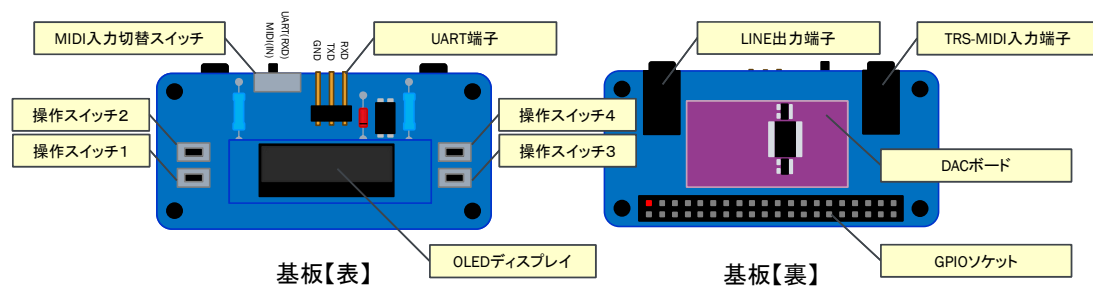 MIDI入力切替スイッチ
UART(RXD)
MIDI(IN)
GND
TXD
RXD
UART端子
LINE出力端子
TRS-MIDI入力端子
操作スイッチ2
操作スイッチ4
操作スイッチ1
操作スイッチ3
DACボード
OLEDディスプレイ
GPIOソケット
基板【表】
基板【裏】